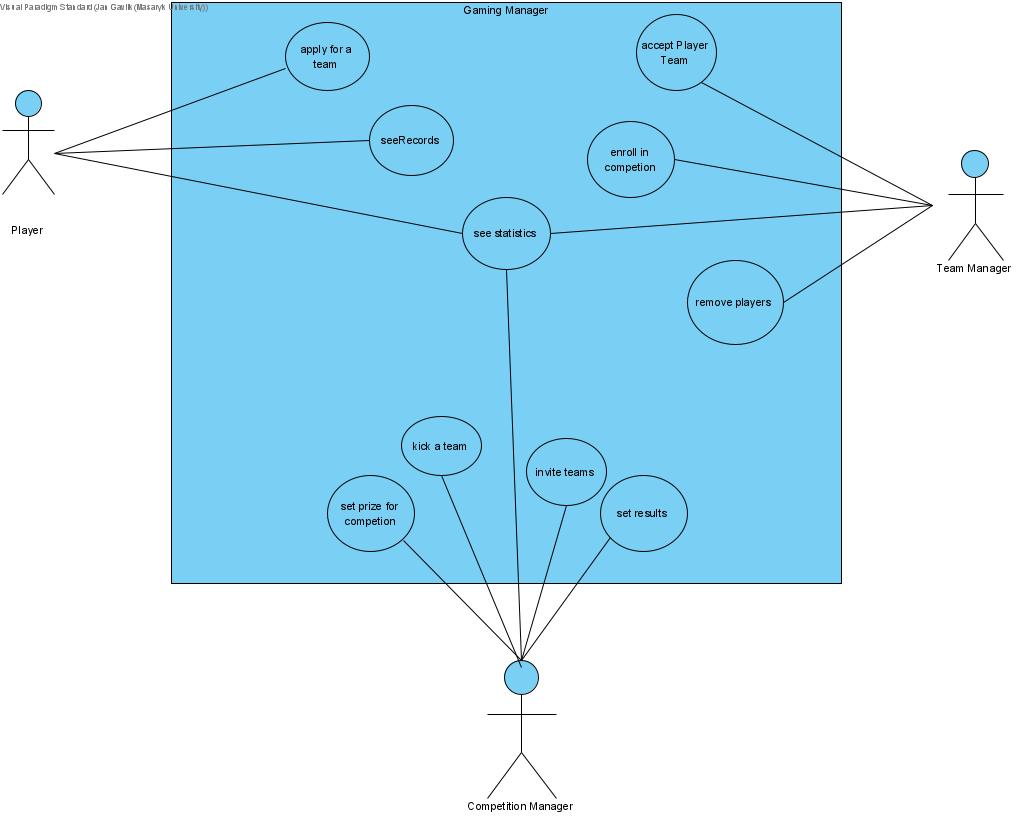 Visual Paradigm Standard (Jan Gavlik (Masaryk University))
Gaming Manager
apply for a
team
accept Player
Team
seeRecords
enroll in
competion
Player
see statistics
Team Manager
remove players
kick a team
invite teams
set prize for
competion
set results
Competition Manager